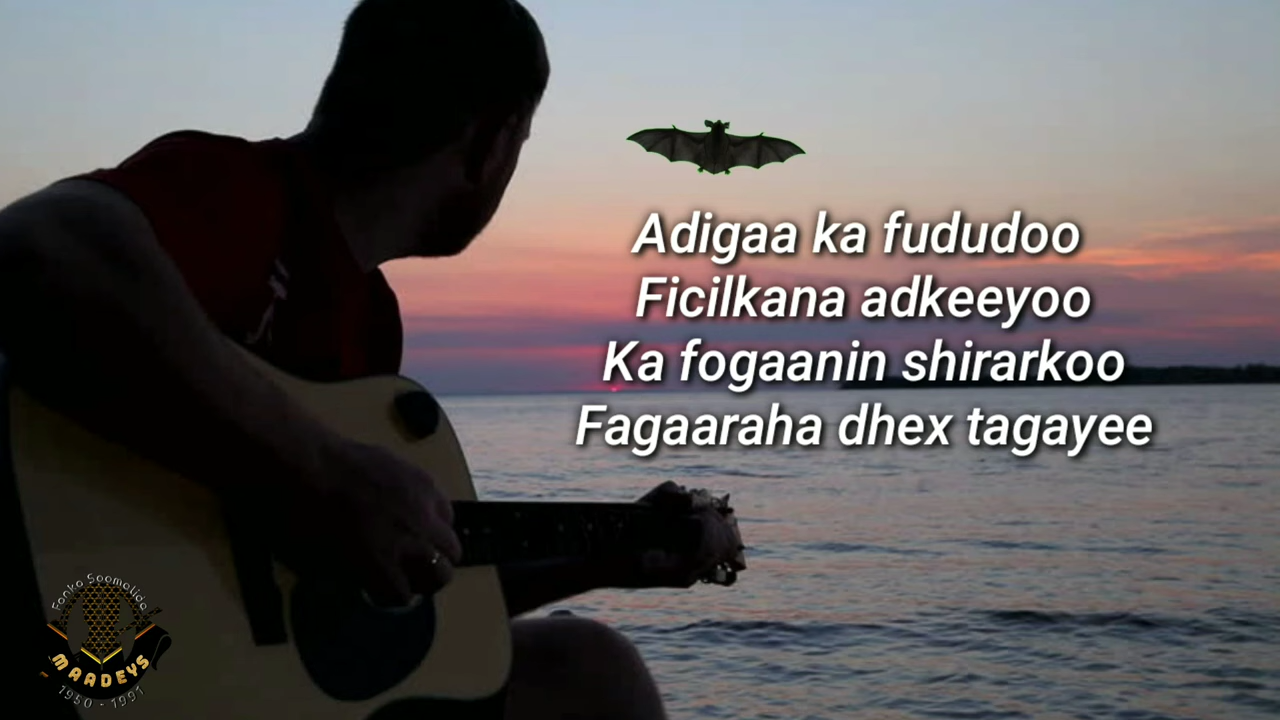 Adigaa ka fududoo
Ficilkana adkeeyoo
Ka fogaanin shirarkoo
Fagaaraha dhex tagayee
Fanka Soomalida
MAADEYS
1950 - 1991